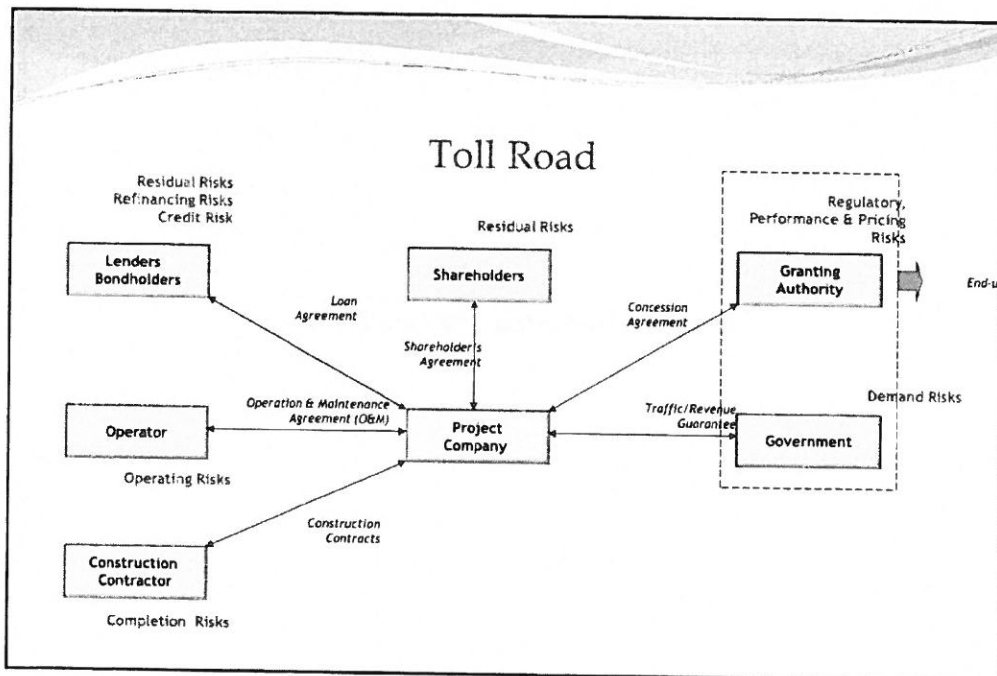 Toll Road
Residual Risks
Refinancing Risks
Credit Risk
Lenders
Bondholders
Residual Risks
Shareholders
Regulatory,
Performance & Pricing
Risks
Granting
Authority
End-u
Loan
Agreement
Shareholder's
Agreement
Concession
Agreement
Operation & Maintenance
Agreement (O&M)
Operator
Operating Risks
Project
Company
Traffic/Revenue
Guarantee
Demand Risks
Government
Construction
Contracts
Construction
Contractor
Completion Risks